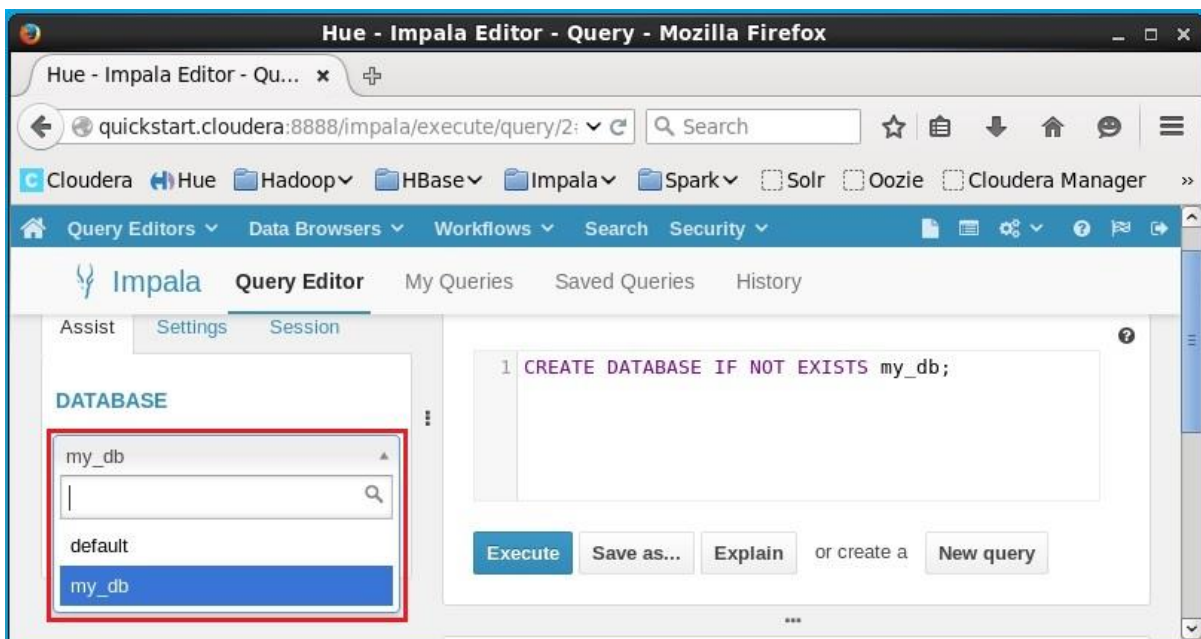 Hue - Impala Editor - Query - Mozilla Firefox
Hue - Impala Editor - Qu...
quickstart.cloudera:8888/impala/execute/query/2
Search
Cloudera Hue Hadoop HBase Impala Spark Solr Oozie Cloudera Manager »
Query Editors Data Browsers Workflows Search Security
Impala Query Editor My Queries Saved Queries History
Assist Settings Session
1 CREATE DATABASE IF NOT EXISTS my_db;
DATABASE
my_db
default
my_db
Execute Save as... Explain or create a New query